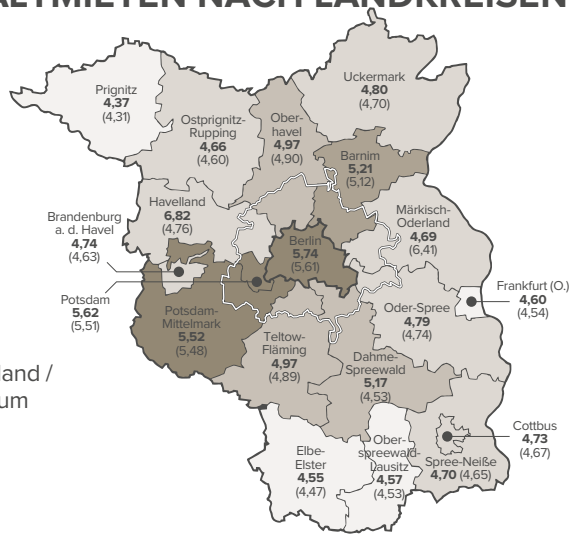 ALTMIETEN NACH LANDKREISEN
Prignitz
4,37
(4,31)
Ostprignitz-
Rupping
4,66
(4,60)
Ober-
havel
4,97
(4,90)
Uckermark
4,80
(4,70)
Barnim
5,21
(5,12)
Havelland
6,82
(4,76)
Brandenburg
a. d. Havel
4,74
(4,63)
Berlin
5,74
(5,61)
Märkisch-
Oderland
4,69
(6,41)
Potsdam
5,62
(5,51)
Potsdam-
Mittelmark
5,52
(5,48)
Frankfurt (O.)
4,60
(4,54)
Oder-Spree
4,79
(4,74)
Teltow-
Fläming
4,97
(4,89)
Dahme-
Spreewald
5,17
(4,53)
land /
um
Elbe-
Elster
4,55
(4,47)
Ober-
spreewald-
Lausitz
4,57
(4,53)
Cottbus
4,73
(4,67)
Spree-Neiße
4,70 (4,65)